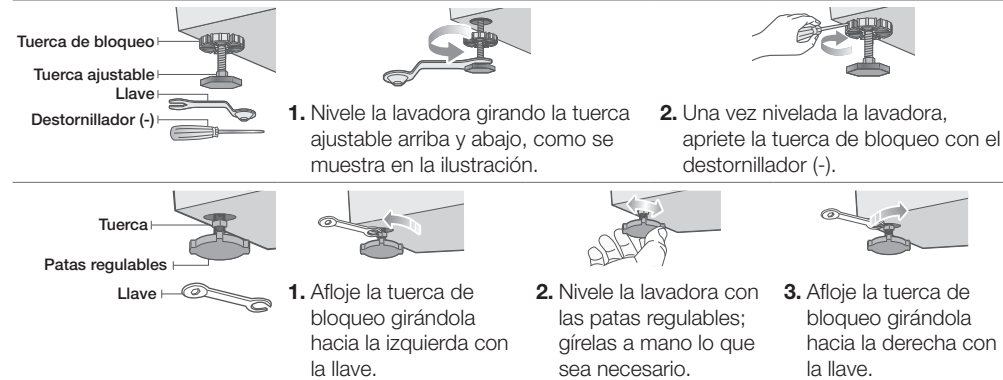 Tuerca de bloqueo
Tuerca ajustable
Llave
Destornillador (-)
1. Nivele la lavadora girando la tuerca
ajustable arriba y abajo, como se
muestra en la ilustración.
2. Una vez nivelada la lavadora,
apriete la tuerca de bloqueo con el
destornillador (-).
Tuerca
Patas regulables
Llave
1. Afloje la tuerca de
bloqueo girándola
hacia la izquierda con
la llave.
2. Nivele la lavadora con
las patas regulables;
gírelas a mano lo que
sea necesario.
3. Afloje la tuerca de
bloqueo girándola
hacia la derecha con
la llave.